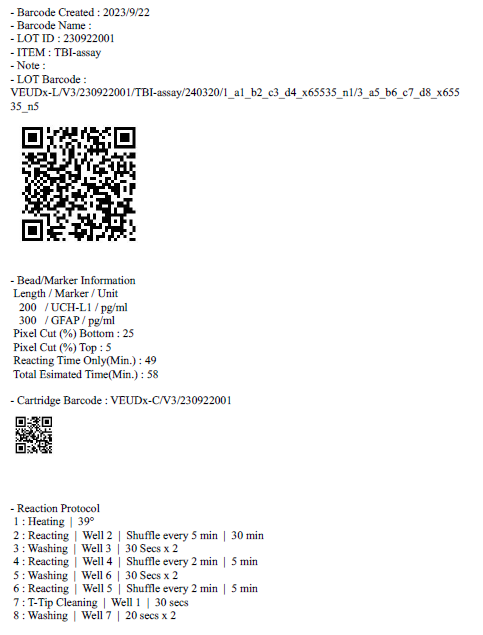 - Barcode Created : 2023/9/22
- Barcode Name :
- LOT ID : 230922001
- ITEM : TBI-assay
- Note :
- LOT Barcode :
VEUDx-L/V3/230922001/TBI-assay/240320/1_a1_b2_c3_d4_x65535_n1/3_a5_b6_c7_d8_x655
35_n5
- Bead/Marker Information
Length / Marker / Unit
200 / UCH-L1 / pg/ml
300 / GFAP / pg/ml
Pixel Cut (%) Bottom : 25
Pixel Cut (%) Top : 5
Reacting Time Only(Min.) : 49
Total Esimated Time(Min.) : 58
- Cartridge Barcode : VEUDx-C/V3/230922001
- Reaction Protocol
1 : Heating | 39°
2 : Reacting | Well 2 | Shuffle every 5 min | 30 min
3 : Washing | Well 3 | 30 Secs x 2
4 : Reacting | Well 4 | Shuffle every 2 min | 5 min
5 : Washing | Well 6 | 30 Secs x 2
6 : Reacting | Well 5 | Shuffle every 2 min | 5 min
7 : T-Tip Cleaning | Well 1 | 30 secs
8 : Washing | Well 7 | 20 secs x 2